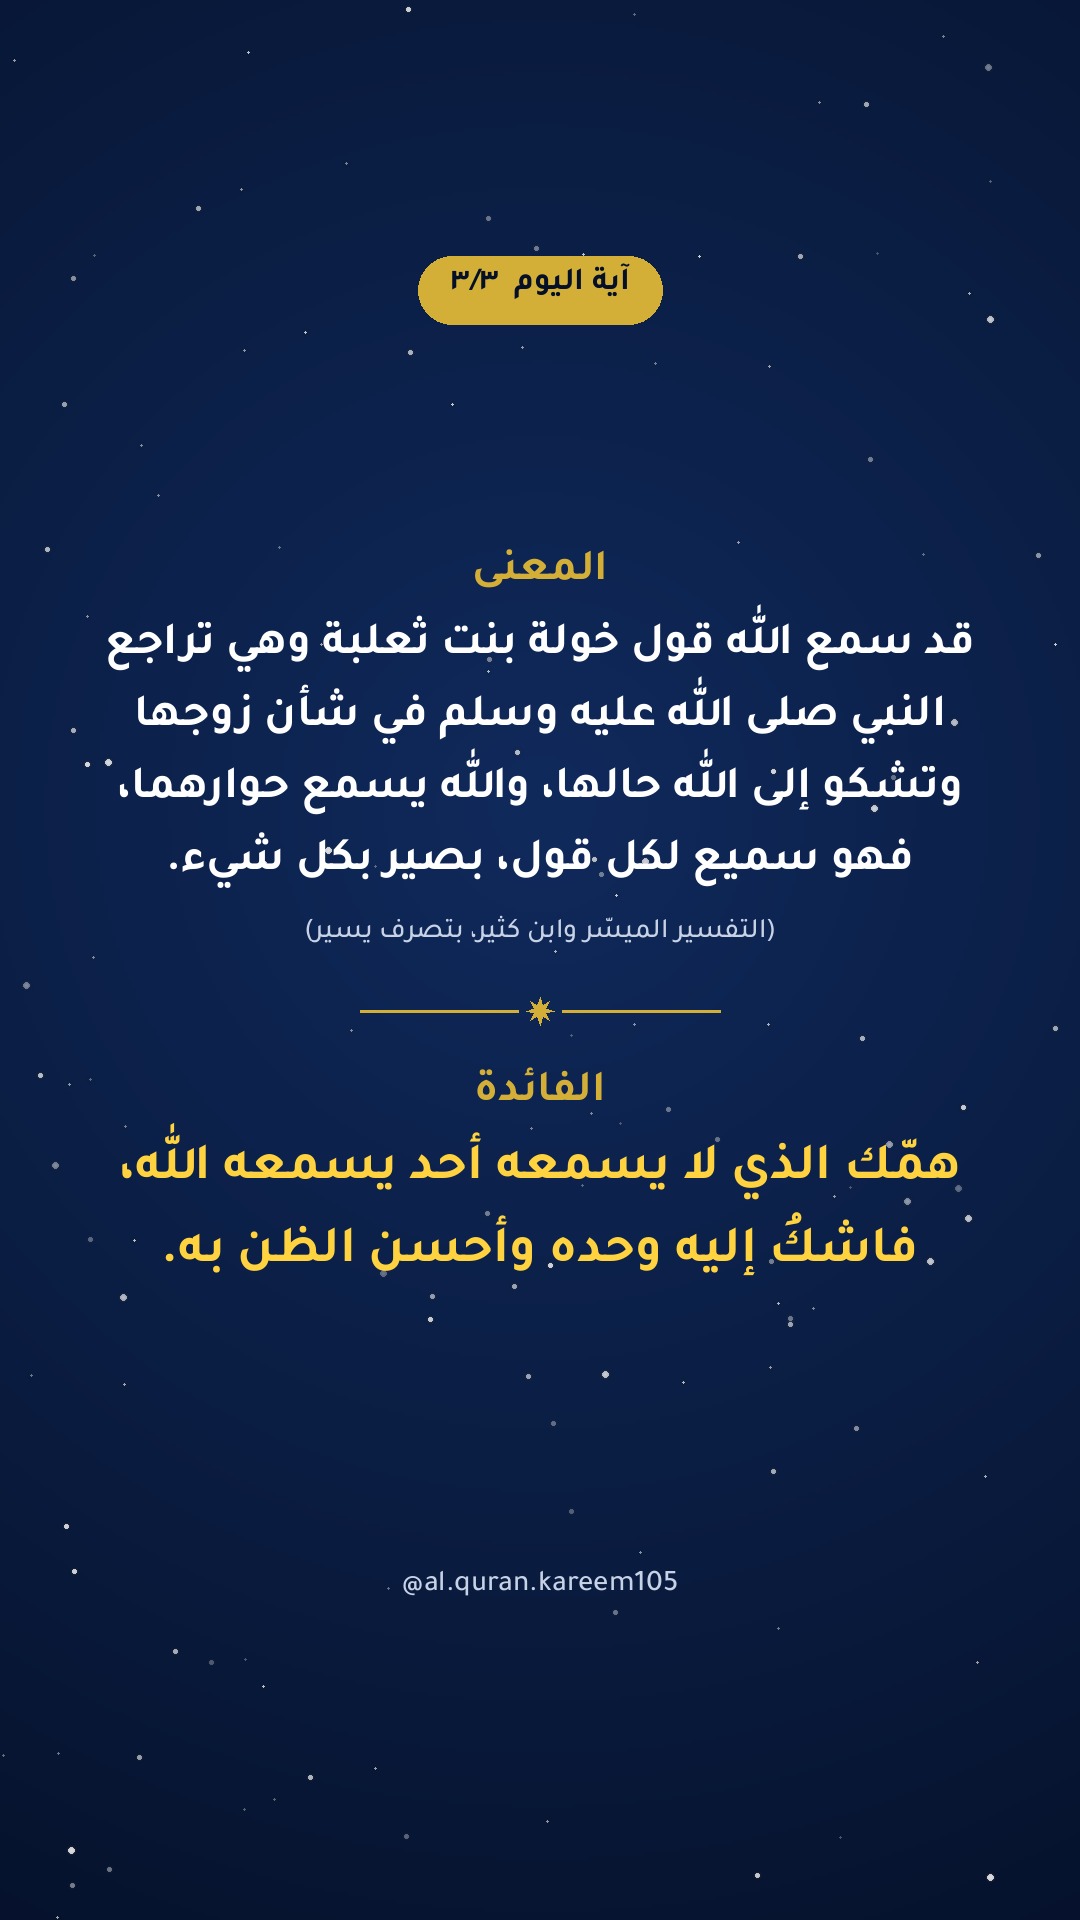 آية اليوم ٣/٣
المعنى
قد سمع الله قول خولة بنت ثعلبة وهي تراجع
النبي صلى الله عليه وسلم في شأن زوجها
وتشكو إلى الله حالها، والله يسمع حوارهما،
فهو سميع لكل قول، بصير بكل شيء.
(التفسير الميسّر وابن كثير، بتصرف يسير)
الفائدة
همّك الذي لا يسمعه أحد يسمعه الله،
فاشكُ إليه وحده وأحسن الظن به.
@al.quran.kareem105